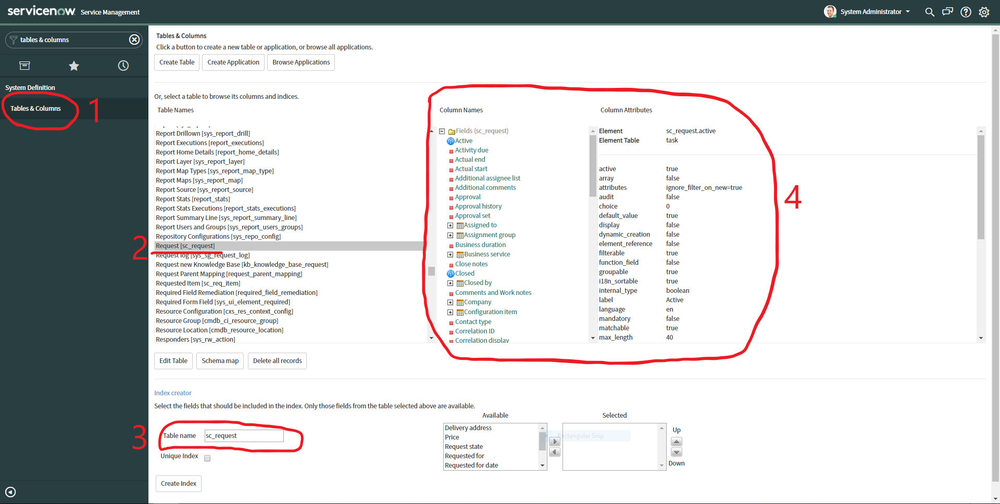 servicenow Service Management
System Administrator
tables & columns
System Definition
Tables & Columns
1
Tables & Columns
Click a button to create a new table or application, or browse all applications.
Create Table Create Application Browse Applications
Or, select a table to browse its columns and indices.
Table Names
Report Drilldown [sys_report_drill]
Report Executions [report_executions]
Report Home Details [report_home_details]
Report Layer [sys_report_layer]
Report Map Types [sys_report_map_type]
Report Maps [sys_report_map]
Report Source [sys_report_source]
Report Stats [report_stats]
Report Stats Executions [report_stats_executions]
Report Summary Line [sys_report_summary_line]
Report Users and Groups [sys_report_users_groups]
Repository Configurations [sys_repo_config]
2
Request [sc_request]
Request log [sys_sg_request_log]
Request new Knowledge Base [kb_knowledge_base_request]
Request Parent Mapping [request_parent_mapping]
Requested Item [sc_req_item]
Required Field Remediation [required_field_remediation]
Required Form Field [sys_ui_element_required]
Resource Configuration [cxs_res_context_config]
Resource Group [cmdb_ci_resource_group]
Resource Location [cmdb_resource_location]
Responders [sys_rw_action]
Column Names
Fields (sc_request)
Active
Activity due
Actual end
Actual start
Additional assignee list
Additional comments
Approval
Approval history
Approval set
Assigned to
Assignment group
Business duration
Business service
Close notes
Closed
Closed by
Comments and Work notes
Company
Configuration item
Contact type
Correlation ID
Correlation display
Column Attributes
Element sc_request.active
Element Table task
active true
array false
attributes ignore_filter_on_new=true
audit false
choice 0
default_value true
display false
dynamic_creation false
element_reference false
filterable true
function_field false
groupable true
i18n_sortable true
internal_type boolean
label Active
language en
mandatory false
matchable true
max_length 40
4
Edit Table Schema map Delete all records
Index creator
Select the fields that should be included in the index. Only those fields from the table selected above are available.
3
Table name sc_request
Unique Index
Available
Delivery address
Price
Request state
Requested for
Requested for date
Selected
Rectangular Snip
Up
Down
Create Index